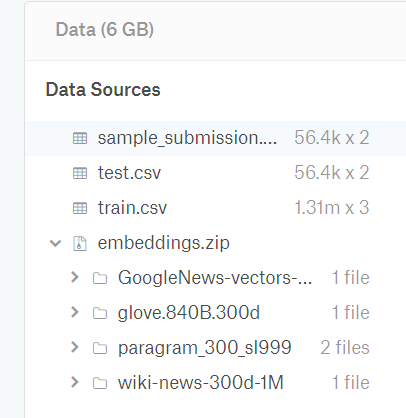 Data (6 GB)
Data Sources
sample_submission.... 56.4k x 2
test.csv 56.4k x 2
train.csv 1.31m x 3
embeddings.zip
GoogleNews-vectors-... 1 file
glove.840B.300d 1 file
paragram_300_sl999 2 files
wiki-news-300d-1M 1 file